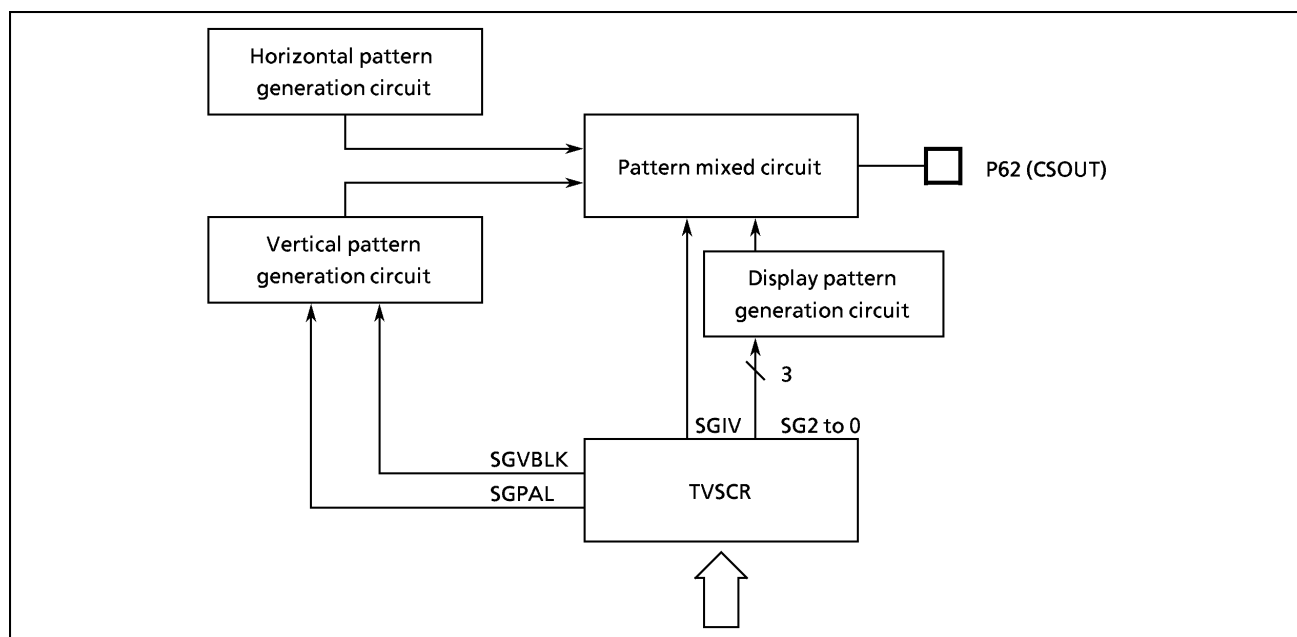 Horizontal pattern
generation circuit
Pattern mixed circuit
P62 (CSOUT)
Vertical pattern
generation circuit
Display pattern
generation circuit
3
SGIV
SG2 to 0
SGVBLK
SGPAL
TVSCR